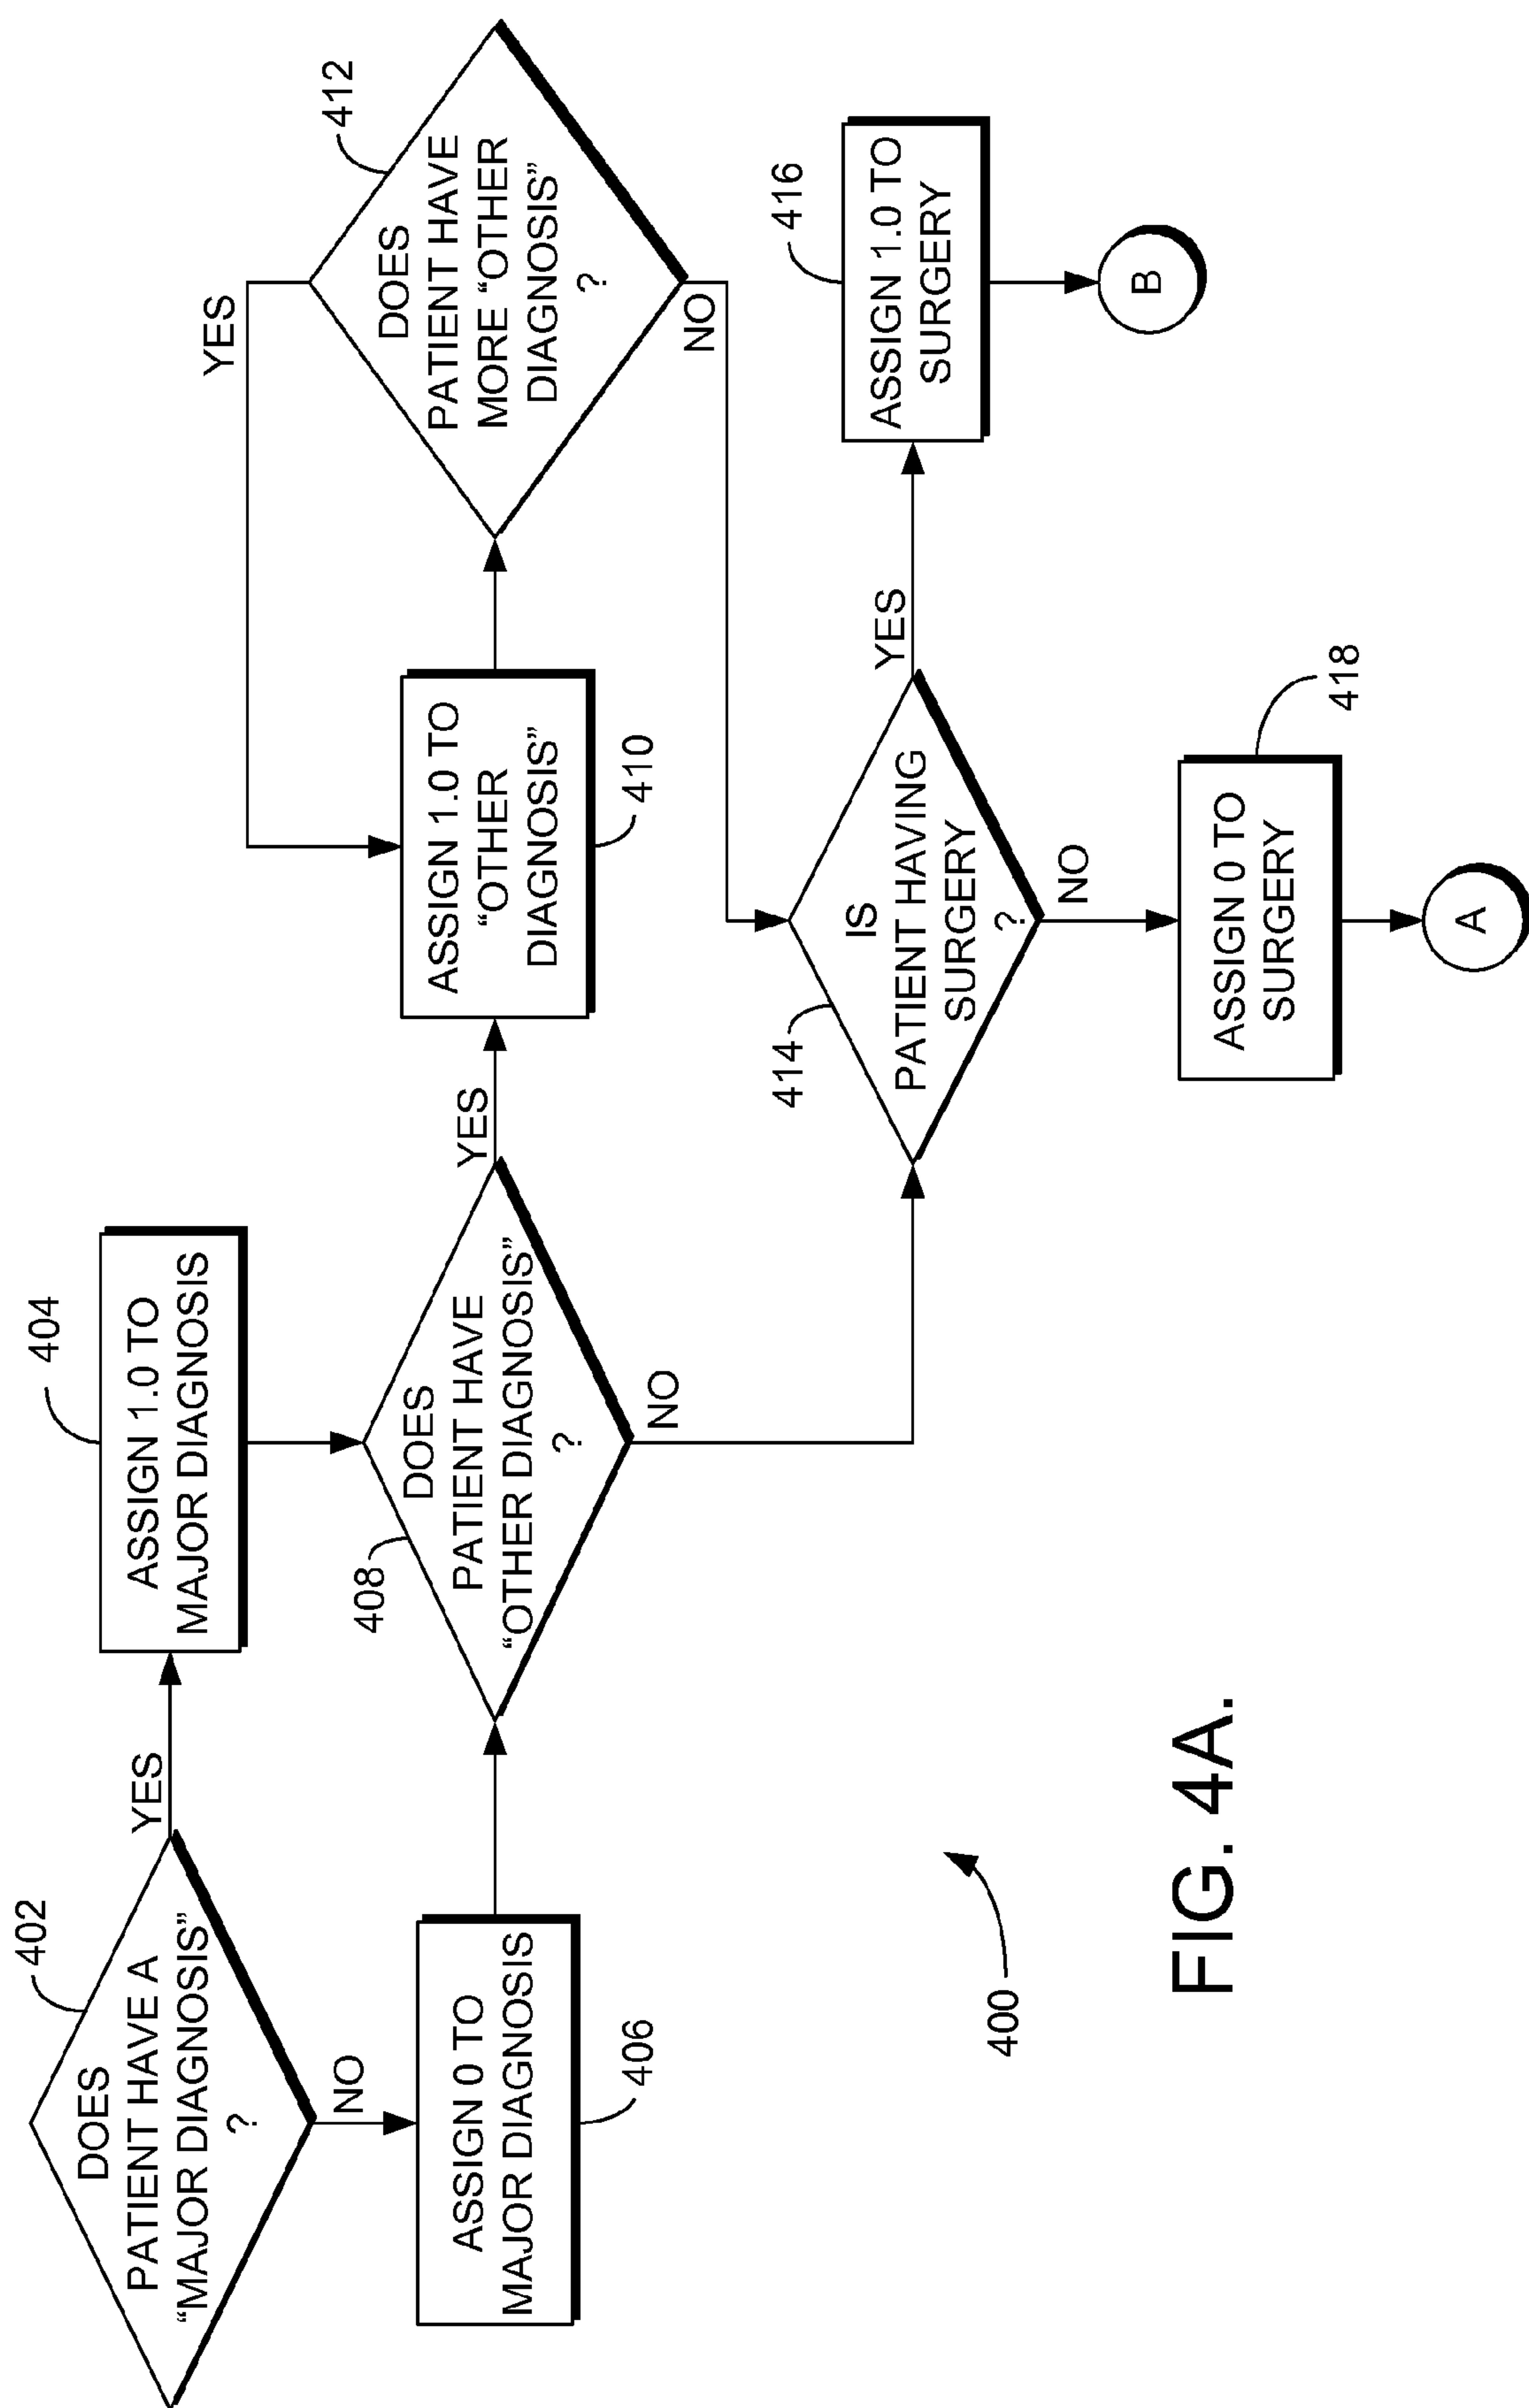 402
DOES
PATIENT HAVE A
“MAJOR DIAGNOSIS”
?
YES
NO
404
ASSIGN 1.0 TO
MAJOR DIAGNOSIS
ASSIGN 0 TO
MAJOR DIAGNOSIS
406
408
DOES
PATIENT HAVE
“OTHER DIAGNOSIS”
?
YES
NO
ASSIGN 1.0 TO
“OTHER
DIAGNOSIS”
410
412
DOES
PATIENT HAVE
MORE “OTHER
DIAGNOSIS”
?
YES
NO
414
IS
PATIENT HAVING
SURGERY
?
YES
NO
416
ASSIGN 1.0 TO
SURGERY
B
418
ASSIGN 0 TO
SURGERY
A
400
FIG. 4A.